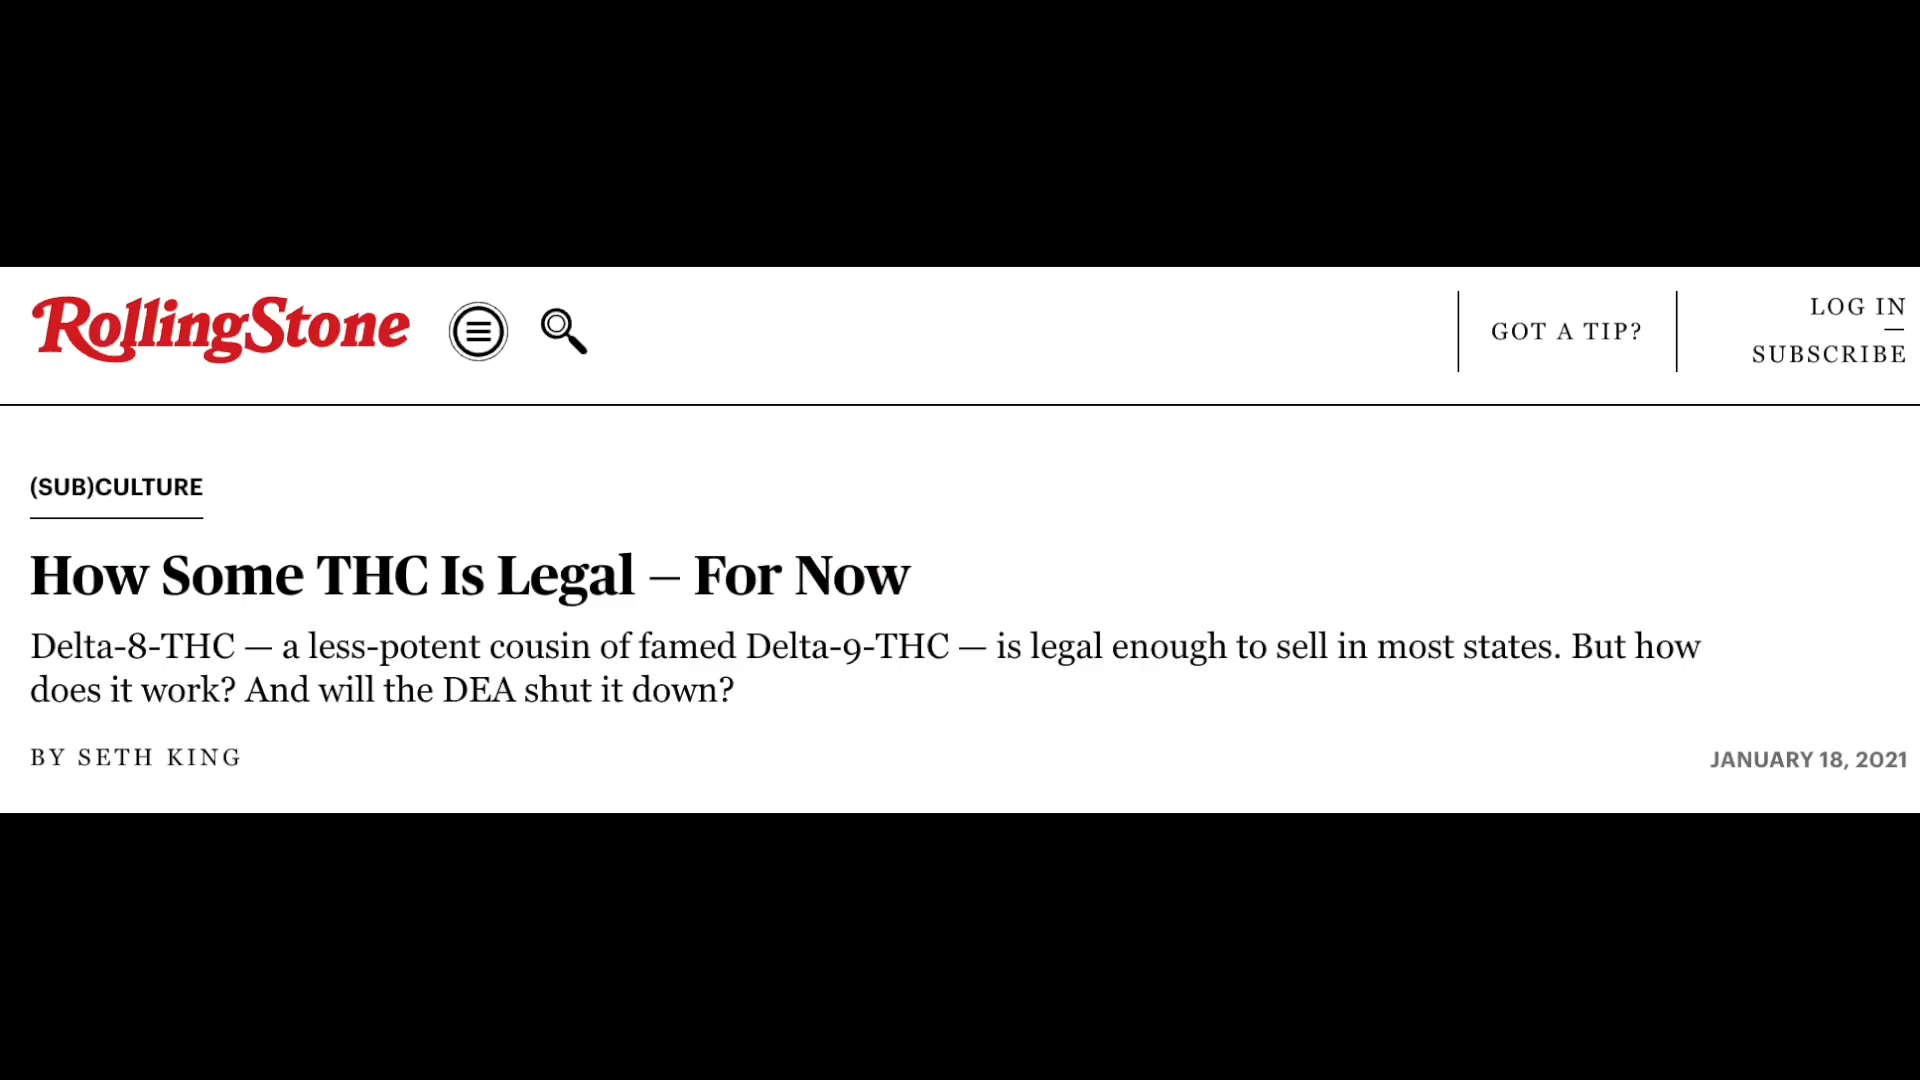 RollingStone
GOT A TIP?
LOG IN
SUBSCRIBE
(SUB)CULTURE
How Some THC Is Legal – For Now
Delta-8-THC — a less-potent cousin of famed Delta-9-THC — is legal enough to sell in most states. But how
does it work? And will the DEA shut it down?
BY SETH KING
JANUARY 18, 2021